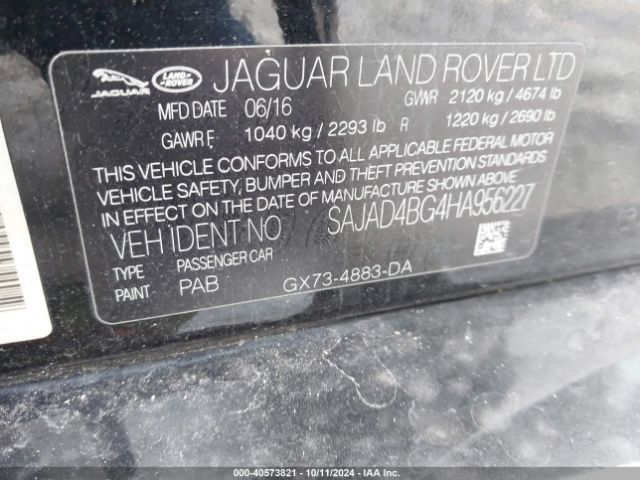 JAGUAR LAND-ROVER JAGUAR LAND ROVER LTD
MFD DATE 06/16 GVWR 2120 kg / 4674 lb
GAWR F 1040 kg / 2293 lb R 1220 kg / 2690 lb
THIS VEHICLE CONFORMS TO ALL APPLICABLE FEDERAL MOTOR
VEHICLE SAFETY, BUMPER AND THEFT PREVENTION STANDARDS
IN EFFECT ON THE DATE OF MANUFACTURE SHOWN ABOVE.
VEH IDENT NO SAJAD4BG4HA956227
TYPE PASSENGER CAR
PAINT PAB GX73-4883-DA
000-40573821 | 10/11/2024 | IAAI.com